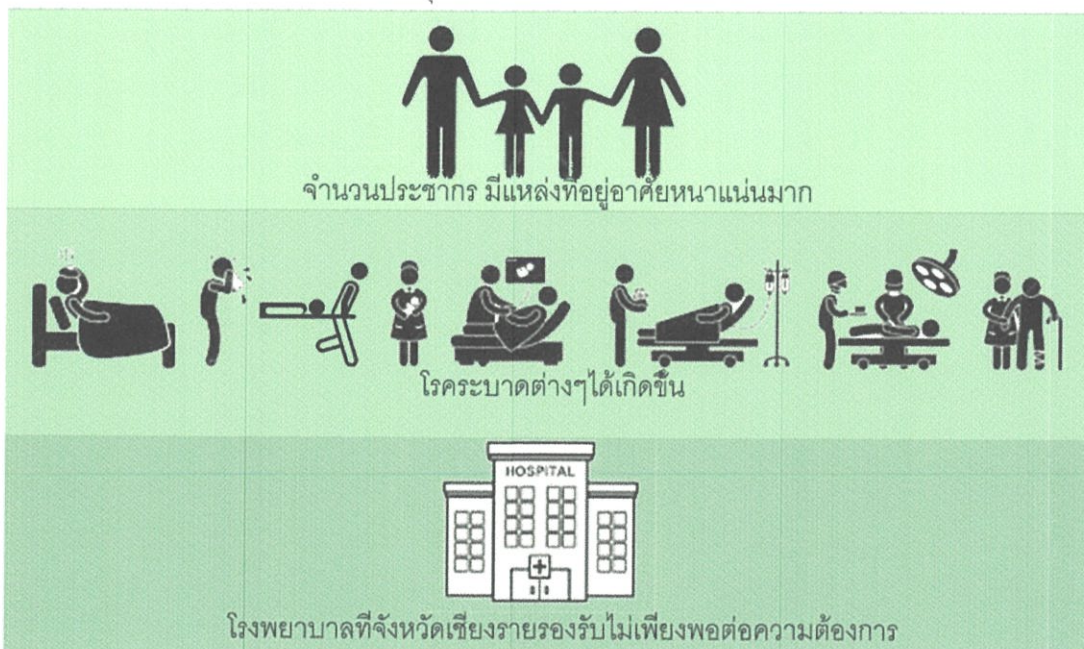 จำนวนประชากร มีแหล่งที่อยู่อาศัยหนาแน่นมาก
โรคระบาดต่างๆได้เกิดขึ้น
HOSPITAL
โรงพยาบาลที่จังหวัดเชียงรายรองรับไม่เพียงพอต่อความต้องการ